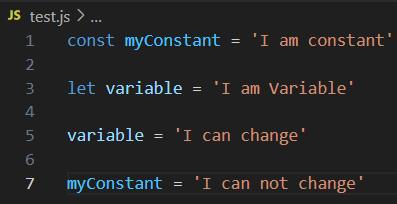 JS test.js > ...
1 const myConstant = 'I am constant'
2
3 let variable = 'I am Variable'
4
5 variable = 'I can change'
6
7 myConstant = 'I can not change'